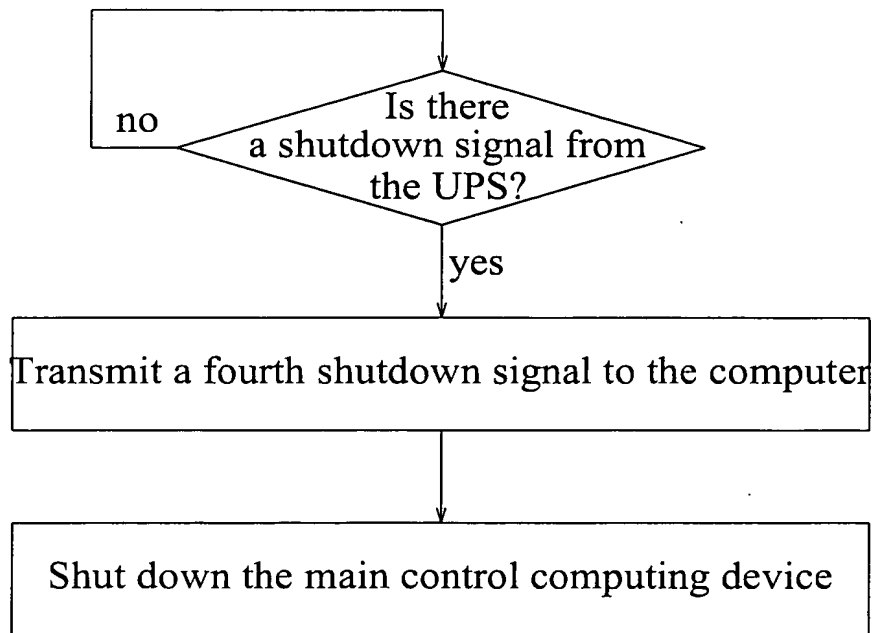 Is there
no
a shutdown signal from
the UPS?
yes
Transmit a fourth shutdown signal to the computer
Shut down the main control computing device